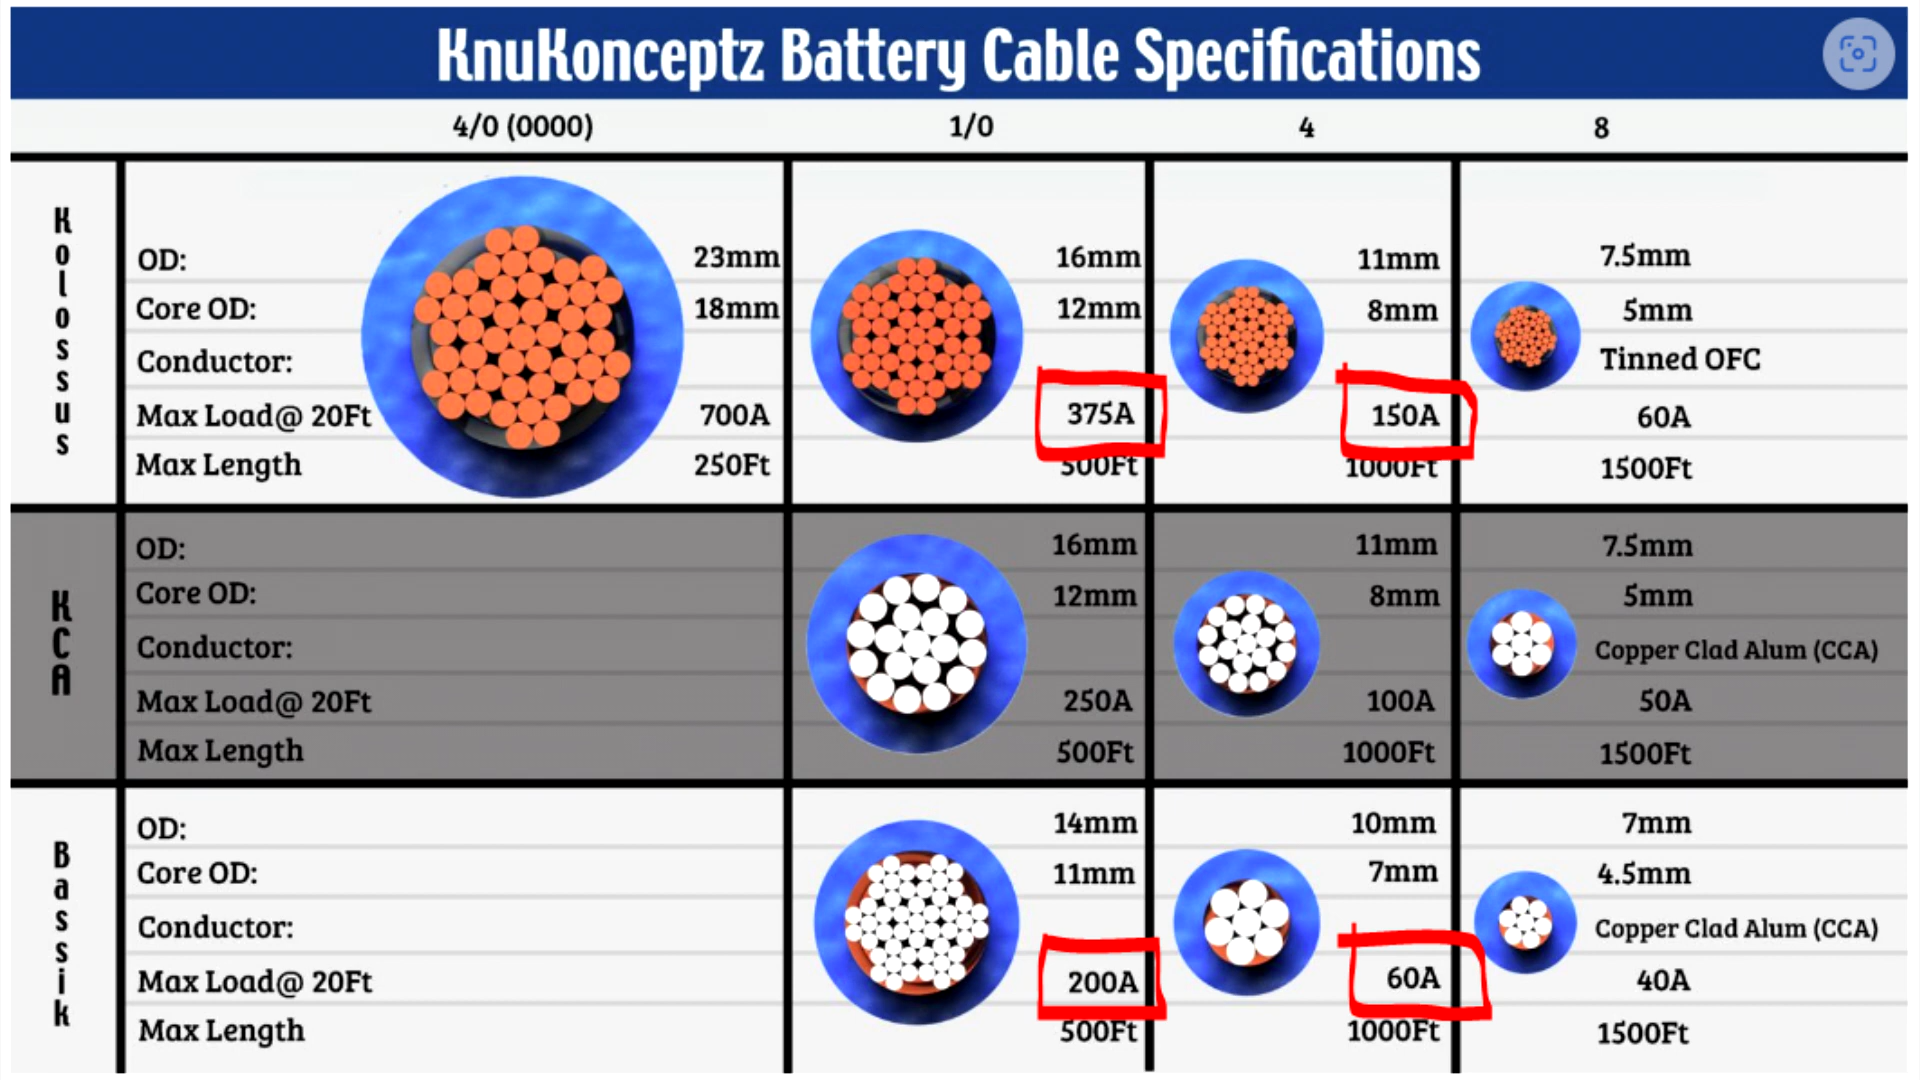 KnuKonceptz Battery Cable Specifications
4/0 (0000) 1/0 4 8
Kolossus
OD: 23mm 16mm 11mm 7.5mm
Core OD: 18mm 12mm 8mm 5mm
Conductor: Tinned OFC
Max Load@ 20Ft 700A 375A 150A 60A
Max Length 250Ft 500Ft 1000Ft 1500Ft
KCA
OD: 16mm 11mm 7.5mm
Core OD: 12mm 8mm 5mm
Conductor: Copper Clad Alum (CCA)
Max Load@ 20Ft 250A 100A 50A
Max Length 500Ft 1000Ft 1500Ft
Bassik
OD: 14mm 10mm 7mm
Core OD: 11mm 7mm 4.5mm
Conductor: Copper Clad Alum (CCA)
Max Load@ 20Ft 200A 60A 40A
Max Length 500Ft 1000Ft 1500Ft